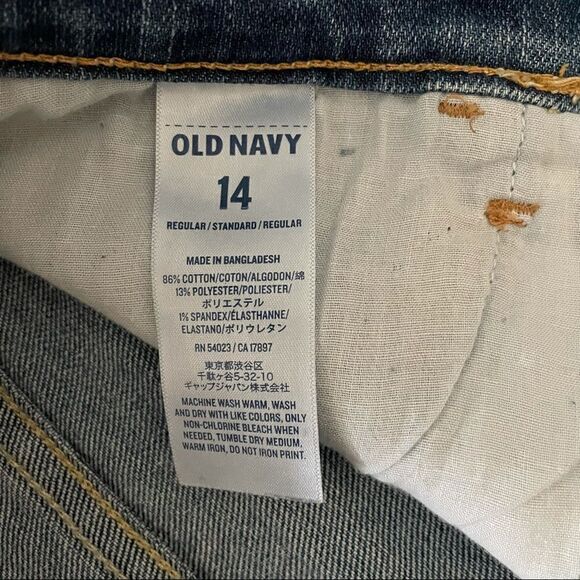 OLD NAVY
14
REGULAR/STANDARD/REGULAR
MADE IN BANGLADESH
86% COTTON/COTON/ALGODON/綿
13% POLYESTER/POLIESTER/
ポリエステル
1% SPANDEX/ÉLASTHANNE/
ELASTANO/ポリウレタン
RN 54023 / CA 17897
東京都渋谷区
千駄ヶ谷5-32-10
ギャップジャパン株式会社
MACHINE WASH WARM, WASH
AND DRY WITH LIKE COLORS, ONLY
NON-CHLORINE BLEACH WHEN
NEEDED, TUMBLE DRY MEDIUM,
WARM IRON, DO NOT IRON PRINT.